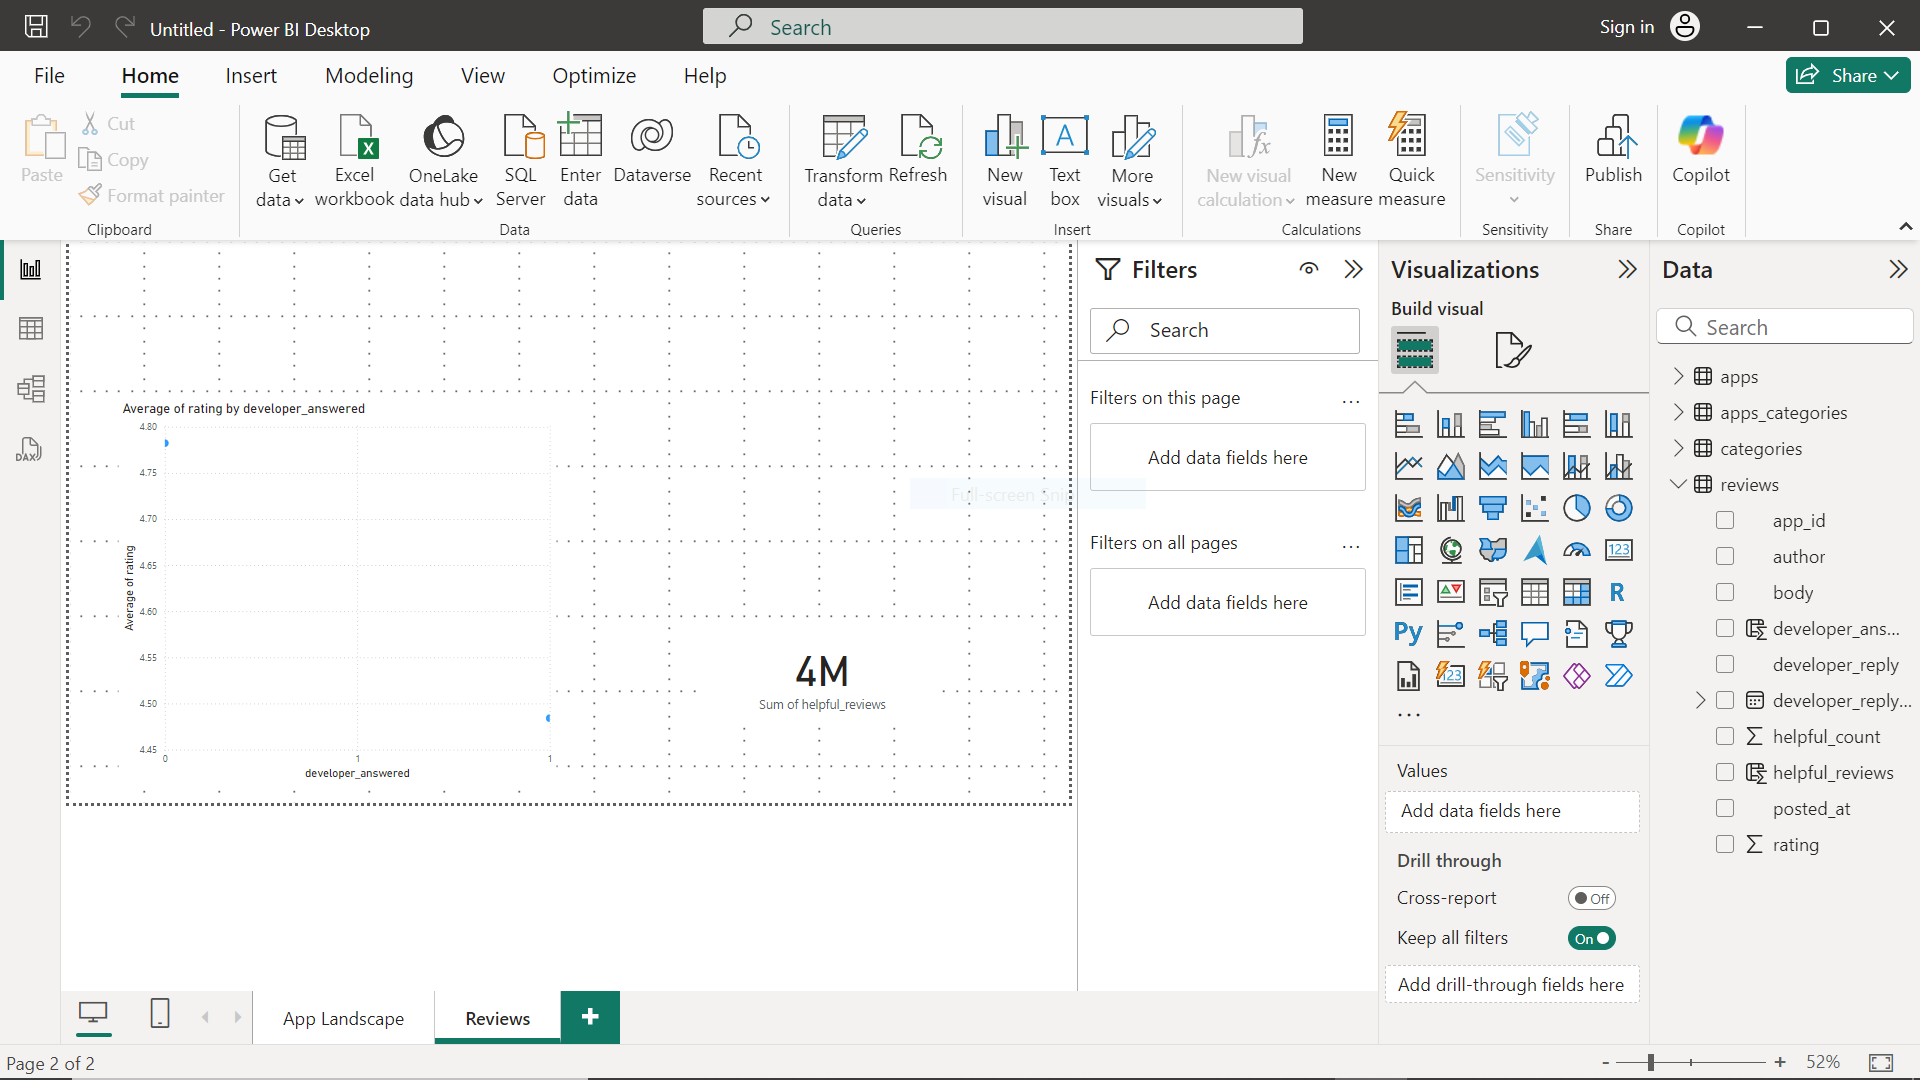 Untitled - Power BI Desktop
Search
Sign in
File
Home
Insert
Modeling
View
Optimize
Help
Share
Paste
Cut
Copy
Format painter
Clipboard
Get
data
Excel
workbook
OneLake
data hub
SQL
Server
Enter
data
Dataverse
Recent
sources
Data
Transform
data
Refresh
Queries
New
visual
Text
box
More
visuals
Insert
New visual
calculation
New
measure
Quick
measure
Calculations
Sensitivity
Sensitivity
Publish
Share
Copilot
Copilot
Average of rating by developer_answered
4.80
4.75
4.70
4.65
4.60
4.55
4.50
4.45
Average of rating
0
1
1
developer_answered
4M
Sum of helpful_reviews
Full-screen Snip
Filters
Search
Filters on this page
Add data fields here
Filters on all pages
Add data fields here
Visualizations
Build visual
123
R
Py
123
Values
Add data fields here
Drill through
Cross-report
Off
Keep all filters
On
Add drill-through fields here
Data
Search
apps
apps_categories
categories
reviews
app_id
author
body
developer_ans...
developer_reply
developer_reply...
helpful_count
helpful_reviews
posted_at
rating
DAX
App Landscape
Reviews
Page 2 of 2
52%